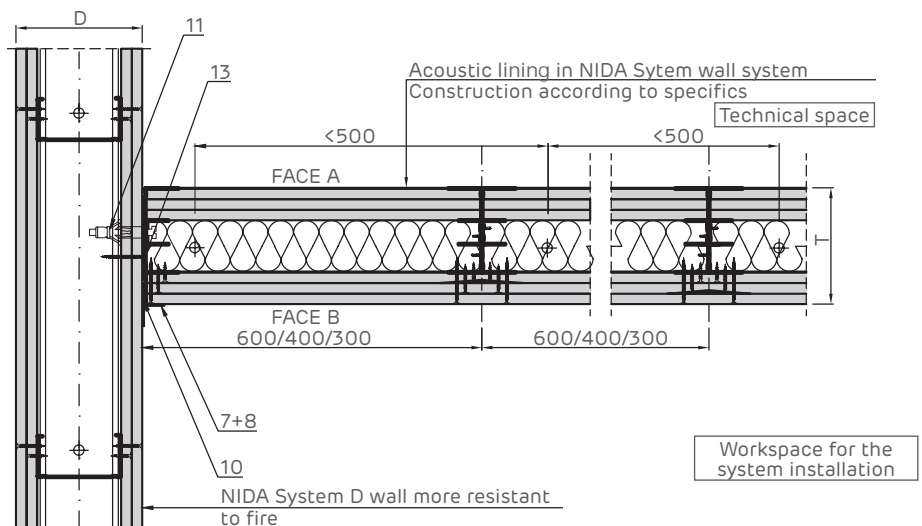 D
11
13
Acoustic lining in NIDA Sytem wall system
Construction according to specifics
Technical space
<500
<500
FACE A
T
FACE B
600/400/300
600/400/300
7+8
10
Workspace for the
system installation
NIDA System D wall more resistant
to fire